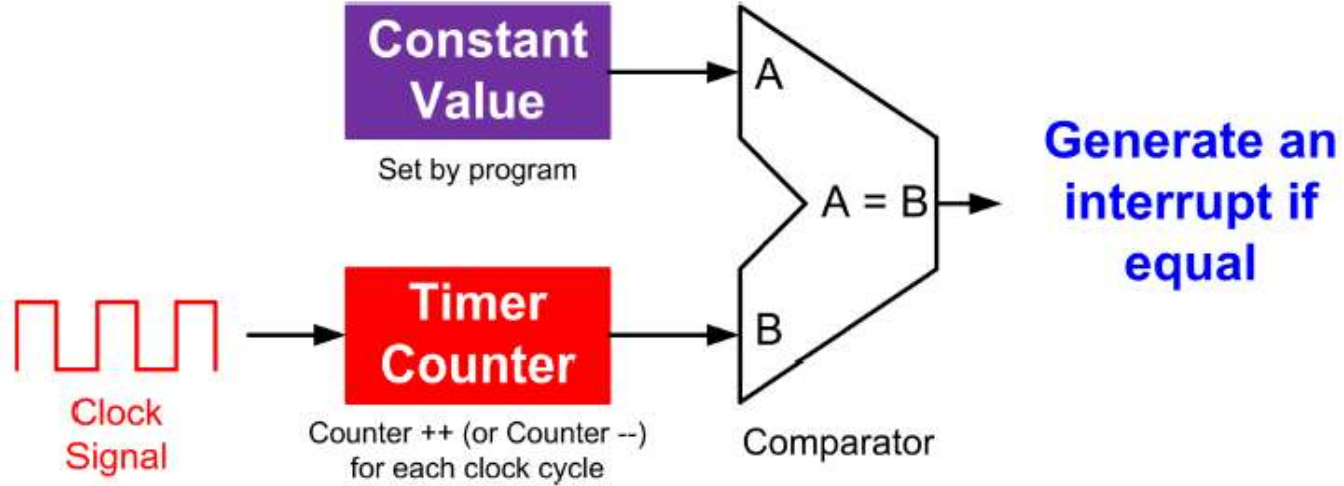 Constant
Value
Set by program
A
A = B
Generate an
interrupt if
equal
Timer
Counter
B
Clock
Signal
Counter ++ (or Counter --)
for each clock cycle
Comparator